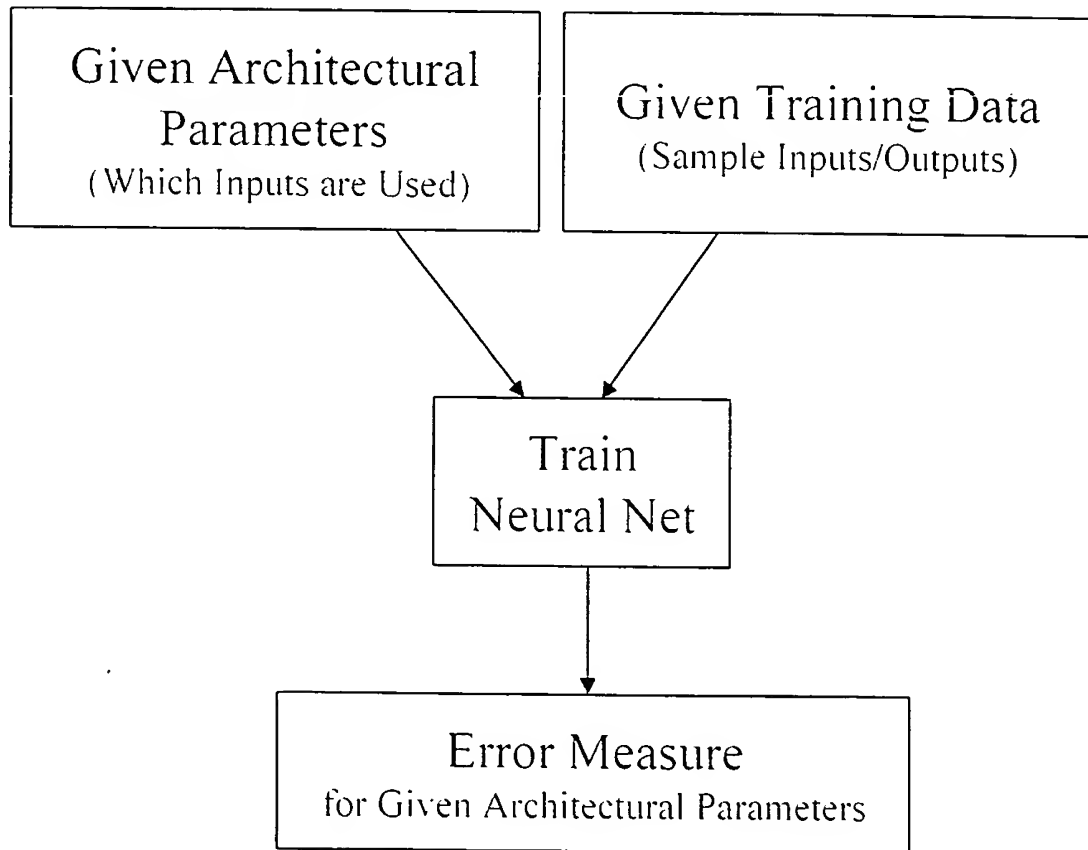 Given Architectural
Parameters
(Which Inputs are Used)
Given Training Data
(Sample Inputs/Outputs)
Train
Neural Net
Error Measure
for Given Architectural Parameters